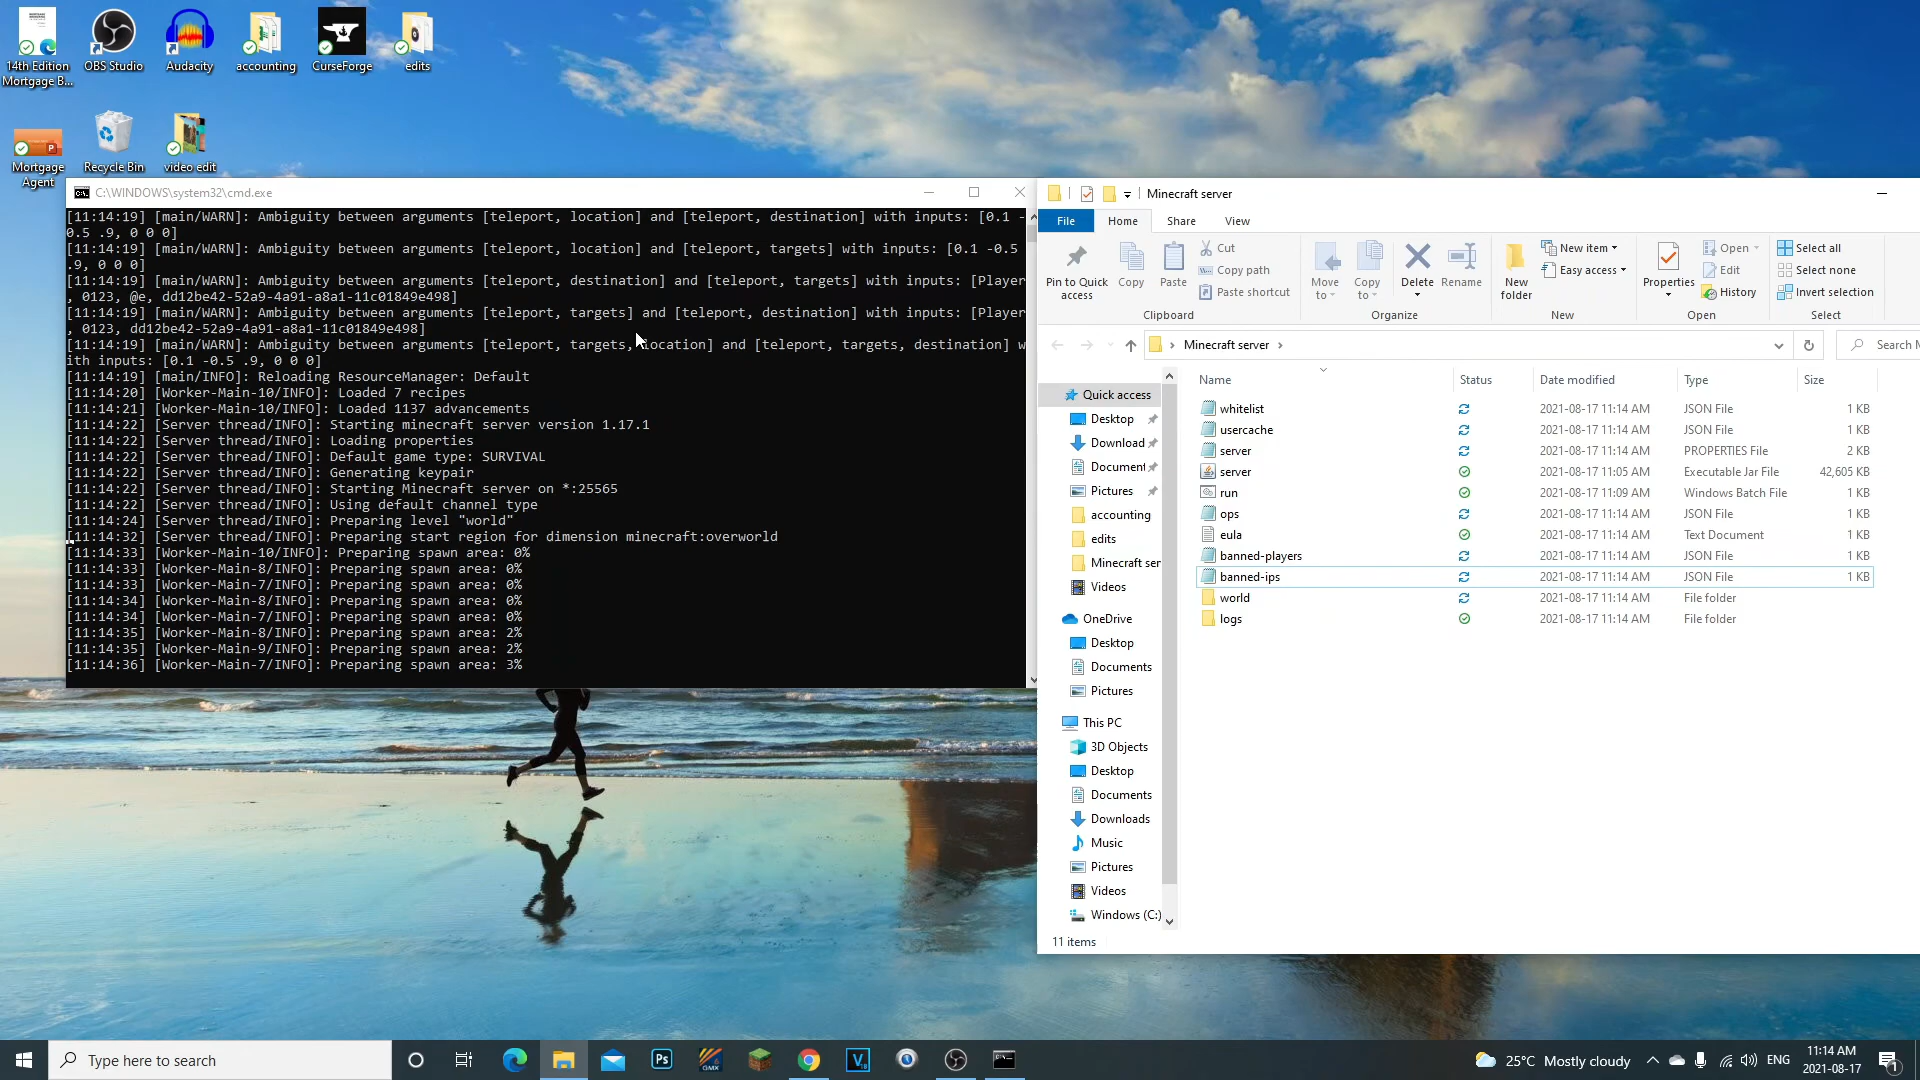 14th Edition
Mortgage B...
OBS Studio
Audacity
accounting
CurseForge
edits
Mortgage
Agent
Recycle Bin
video edit
C:\WINDOWS\system32\cmd.exe
[11:14:19] [main/WARN]: Ambiguity between arguments [teleport, location] and [teleport, destination] with inputs: [0.1 -
0.5 .9, 0 0 0]
[11:14:19] [main/WARN]: Ambiguity between arguments [teleport, location] and [teleport, targets] with inputs: [0.1 -0.5
.9, 0 0 0]
[11:14:19] [main/WARN]: Ambiguity between arguments [teleport, destination] and [teleport, targets] with inputs: [Player
, 0123, @e, dd12be42-52a9-4a91-a8a1-11c01849e498]
[11:14:19] [main/WARN]: Ambiguity between arguments [teleport, targets] and [teleport, destination] with inputs: [Player
, 0123, dd12be42-52a9-4a91-a8a1-11c01849e498]
[11:14:19] [main/WARN]: Ambiguity between arguments [teleport, targets, location] and [teleport, targets, destination] w
ith inputs: [0.1 -0.5 .9, 0 0 0]
[11:14:19] [main/INFO]: Reloading ResourceManager: Default
[11:14:20] [Worker-Main-10/INFO]: Loaded 7 recipes
[11:14:21] [Worker-Main-10/INFO]: Loaded 1137 advancements
[11:14:22] [Server thread/INFO]: Starting minecraft server version 1.17.1
[11:14:22] [Server thread/INFO]: Loading properties
[11:14:22] [Server thread/INFO]: Default game type: SURVIVAL
[11:14:22] [Server thread/INFO]: Generating keypair
[11:14:22] [Server thread/INFO]: Starting Minecraft server on *:25565
[11:14:22] [Server thread/INFO]: Using default channel type
[11:14:24] [Server thread/INFO]: Preparing level "world"
[11:14:32] [Server thread/INFO]: Preparing start region for dimension minecraft:overworld
[11:14:33] [Worker-Main-10/INFO]: Preparing spawn area: 0%
[11:14:33] [Worker-Main-8/INFO]: Preparing spawn area: 0%
[11:14:33] [Worker-Main-7/INFO]: Preparing spawn area: 0%
[11:14:34] [Worker-Main-8/INFO]: Preparing spawn area: 0%
[11:14:34] [Worker-Main-7/INFO]: Preparing spawn area: 0%
[11:14:35] [Worker-Main-8/INFO]: Preparing spawn area: 2%
[11:14:35] [Worker-Main-9/INFO]: Preparing spawn area: 2%
[11:14:36] [Worker-Main-7/INFO]: Preparing spawn area: 3%
Minecraft server
File Home Share View
Pin to Quick
access
Copy
Paste
Cut
Copy path
Paste shortcut
Clipboard
Move
to
Copy
to
Delete
Rename
Organize
New
folder
New item
Easy access
New
Properties
Open
Edit
History
Open
Select all
Select none
Invert selection
Select
Minecraft server
Search M
Quick access
Desktop
Download
Document
Pictures
accounting
edits
Minecraft ser
Videos
OneDrive
Desktop
Documents
Pictures
This PC
3D Objects
Desktop
Documents
Downloads
Music
Pictures
Videos
Windows (C:)
Name Status Date modified Type Size
whitelist 2021-08-17 11:14 AM JSON File 1 KB
usercache 2021-08-17 11:14 AM JSON File 1 KB
server 2021-08-17 11:14 AM PROPERTIES File 2 KB
server 2021-08-17 11:05 AM Executable Jar File 42,605 KB
run 2021-08-17 11:09 AM Windows Batch File 1 KB
ops 2021-08-17 11:14 AM JSON File 1 KB
eula 2021-08-17 11:14 AM Text Document 1 KB
banned-players 2021-08-17 11:14 AM JSON File 1 KB
banned-ips 2021-08-17 11:14 AM JSON File 1 KB
world 2021-08-17 11:14 AM File folder
logs 2021-08-17 11:14 AM File folder
11 items
Type here to search
Ps
GMX
25°C Mostly cloudy
ENG
11:14 AM
2021-08-17
1